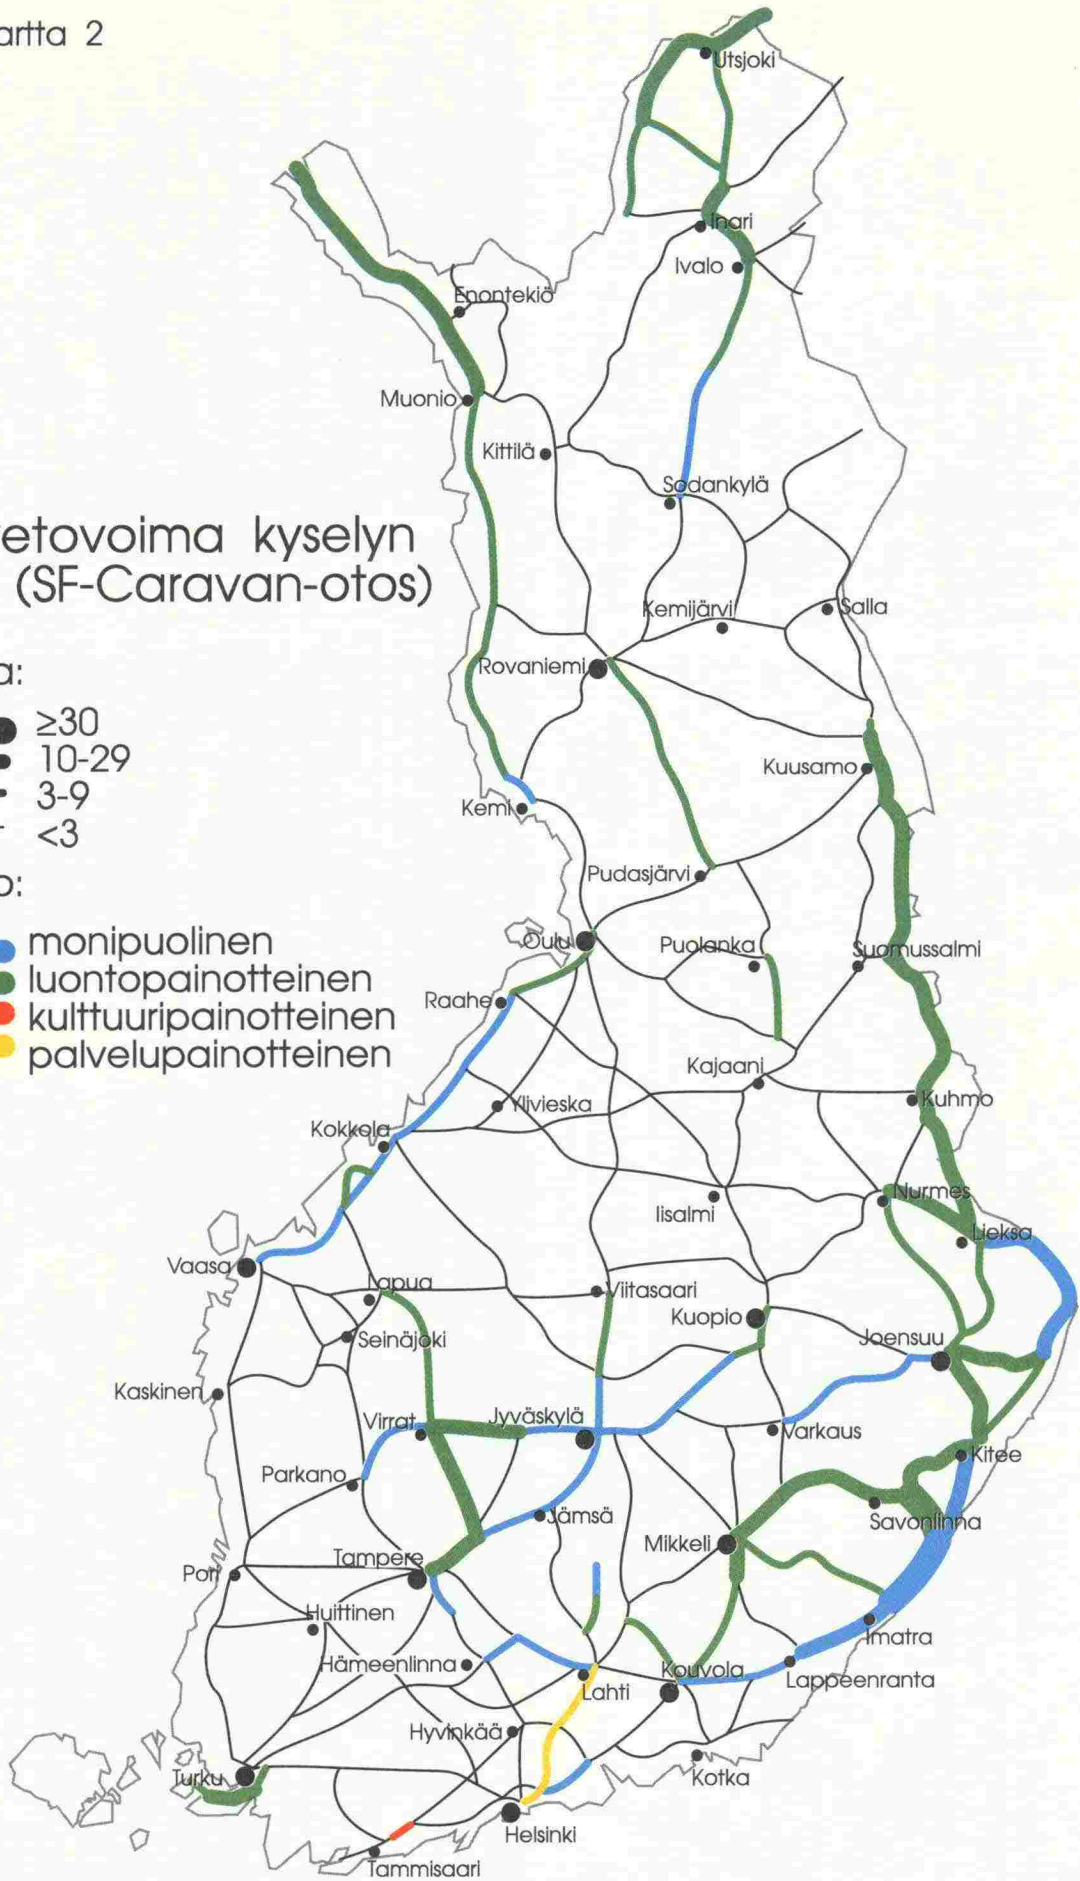 artta 2
Utsjoki
Inari
Ivalo
Enontekiö
Muonio
Kittilä
Sodankylä
etovoima kyselyn
(SF-Caravan-otos)
Kemijärvi
Salla
a:
Rovaniemi
≥30
10-29
3-9
<3
Kuusamo
Kemi
Pudasjärvi
o:
monipuolinen
luontopainotteinen
kulttuuripainotteinen
palvelupainotteinen
Oulu
Puolanka
Suomussalmi
Raahe
Kajaani
Kuhmo
Ylivieska
Kokkola
Nurmes
Iisalmi
Lieksa
Vaasa
Lapua
Viitasaari
Kuopio
Seinäjoki
Joensuu
Kaskinen
Virrat
Jyväskylä
Varkaus
Kitee
Parkano
Jämsä
Savonlinna
Mikkeli
Tampere
Pori
Huittinen
Imatra
Hämeenlinna
Kouvola
Lappeenranta
Lahti
Hyvinkää
Turku
Kotka
Helsinki
Tammisaari